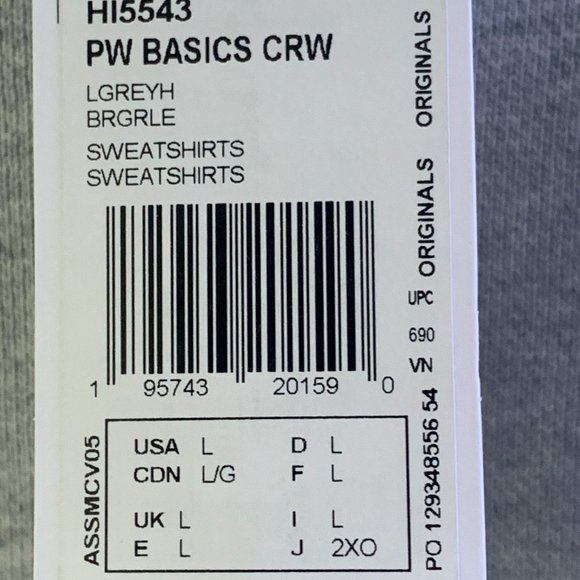 HI5543
PW BASICS CRW
LGREYH
BRGRLE
SWEATSHIRTS
SWEATSHIRTS
1 95743 20159 0
USA L D L
CDN L/G F L
UK L I L
E L J 2XO
ASSMCV05
ORIGINALS
ORIGINALS
UPC
690
VN
PO 129348556 54